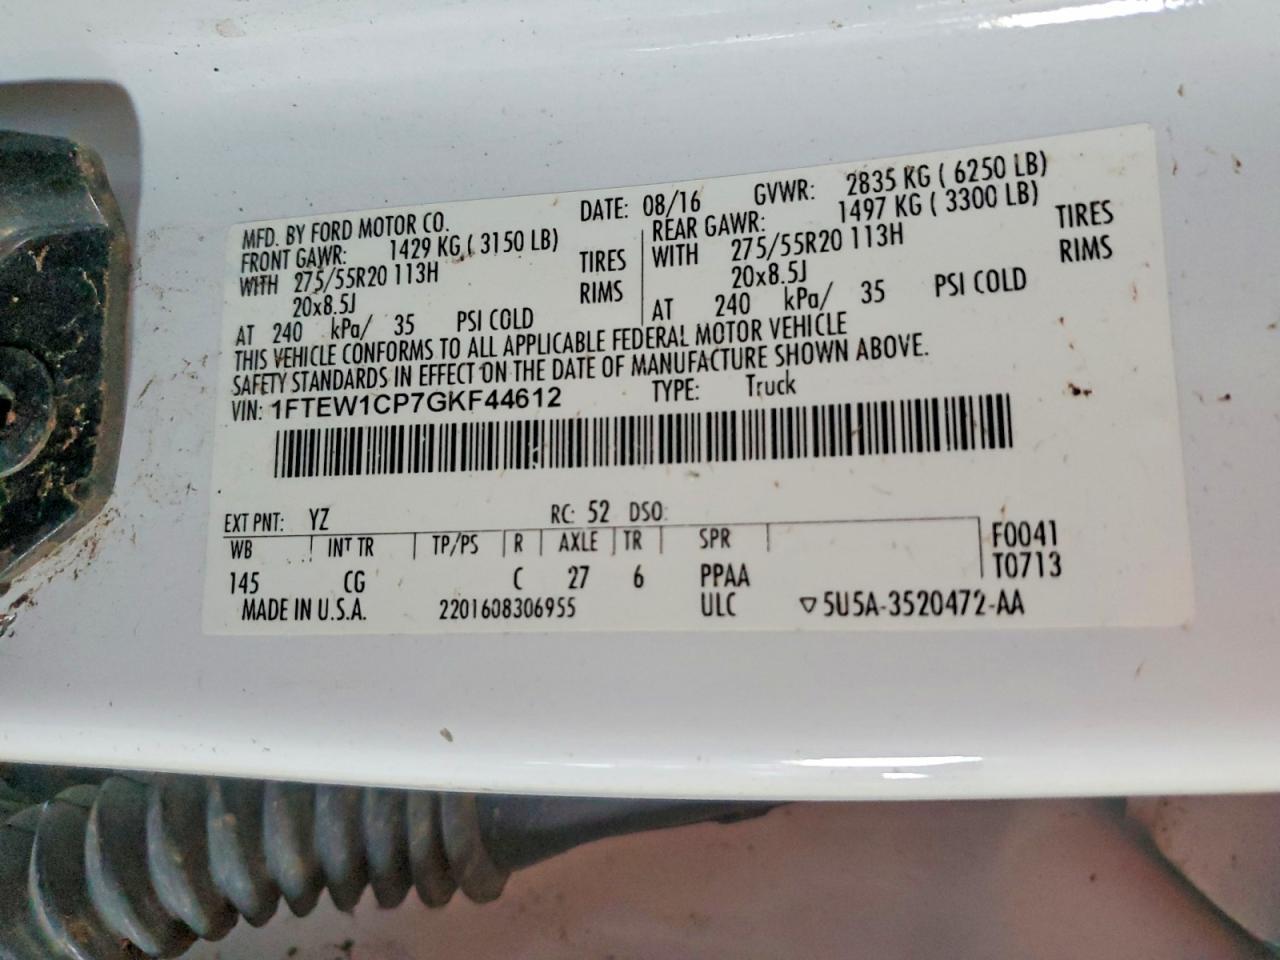 MFD. BY FORD MOTOR CO. DATE: 08/16 GVWR: 2835 KG ( 6250 LB)
FRONT GAWR: 1429 KG ( 3150 LB) REAR GAWR: 1497 KG ( 3300 LB)
WITH 275/55R20 113H TIRES WITH 275/55R20 113H TIRES
20x8.5J RIMS 20x8.5J RIMS
AT 240 kPa/ 35 PSI COLD AT 240 kPa/ 35 PSI COLD
THIS VEHICLE CONFORMS TO ALL APPLICABLE FEDERAL MOTOR VEHICLE
SAFETY STANDARDS IN EFFECT ON THE DATE OF MANUFACTURE SHOWN ABOVE.
VIN: 1FTEW1CP7GKF44612 TYPE: Truck
EXT PNT: YZ RC: 52 DSO:
WB INT TR TP/PS R AXLE TR SPR F0041
145 CG C 27 6 PPAA T0713
MADE IN U.S.A. 2201608306955 ULC ▽5U5A-3520472-AA